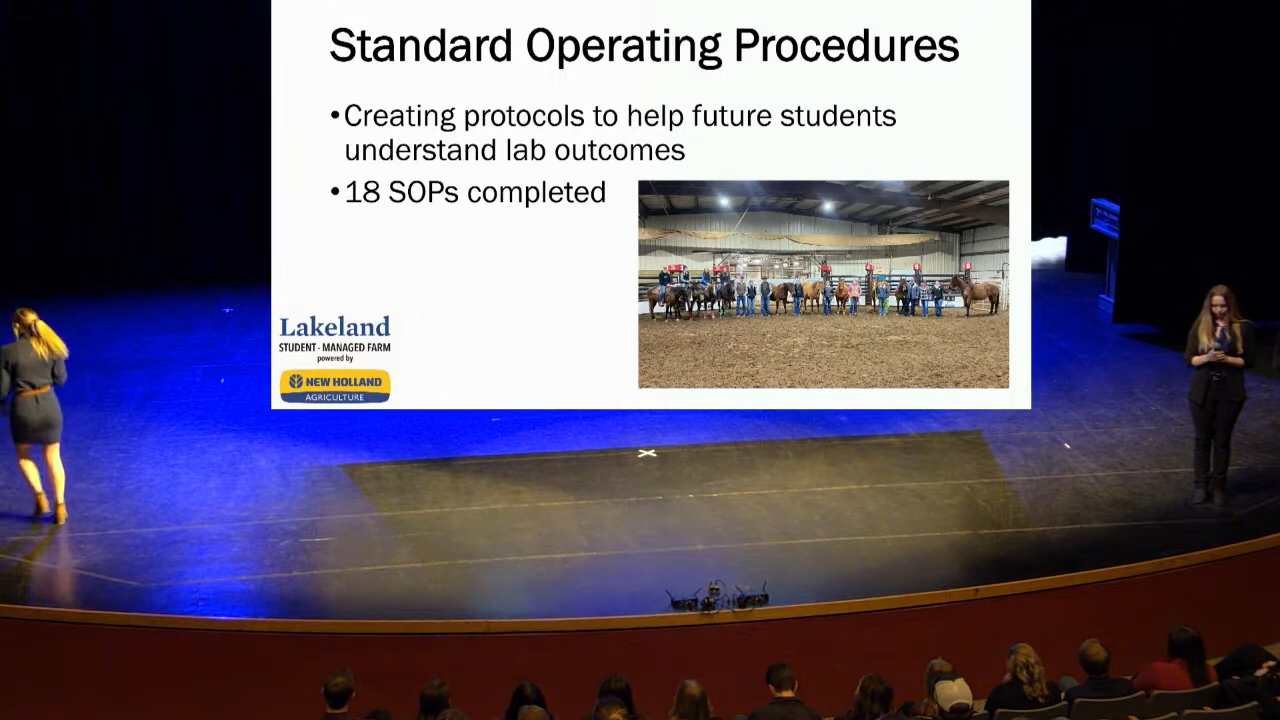 Standard Operating Procedures
•Creating protocols to help future students
understand lab outcomes
•18 SOPs completed
Lakeland
STUDENT-MANAGED FARM
powered by
NEW HOLLAND
AGRICULTURE